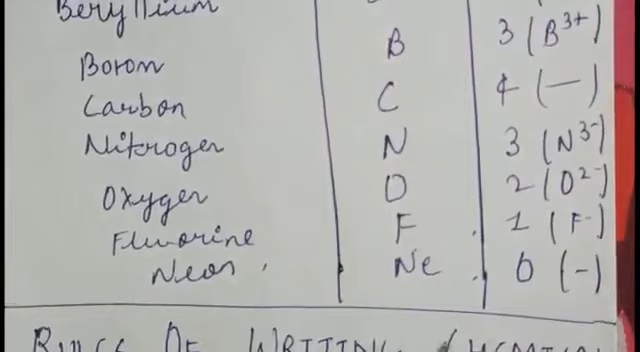 Beryllium
Boron B 3 (B3+)
Carbon C 4 (—)
Nitrogen N 3 (N3-)
Oxygen O 2 (O2-)
Fluorine F 1 (F-)
Neon Ne 0 (-)
RULES OF WRITING CHEMICAL